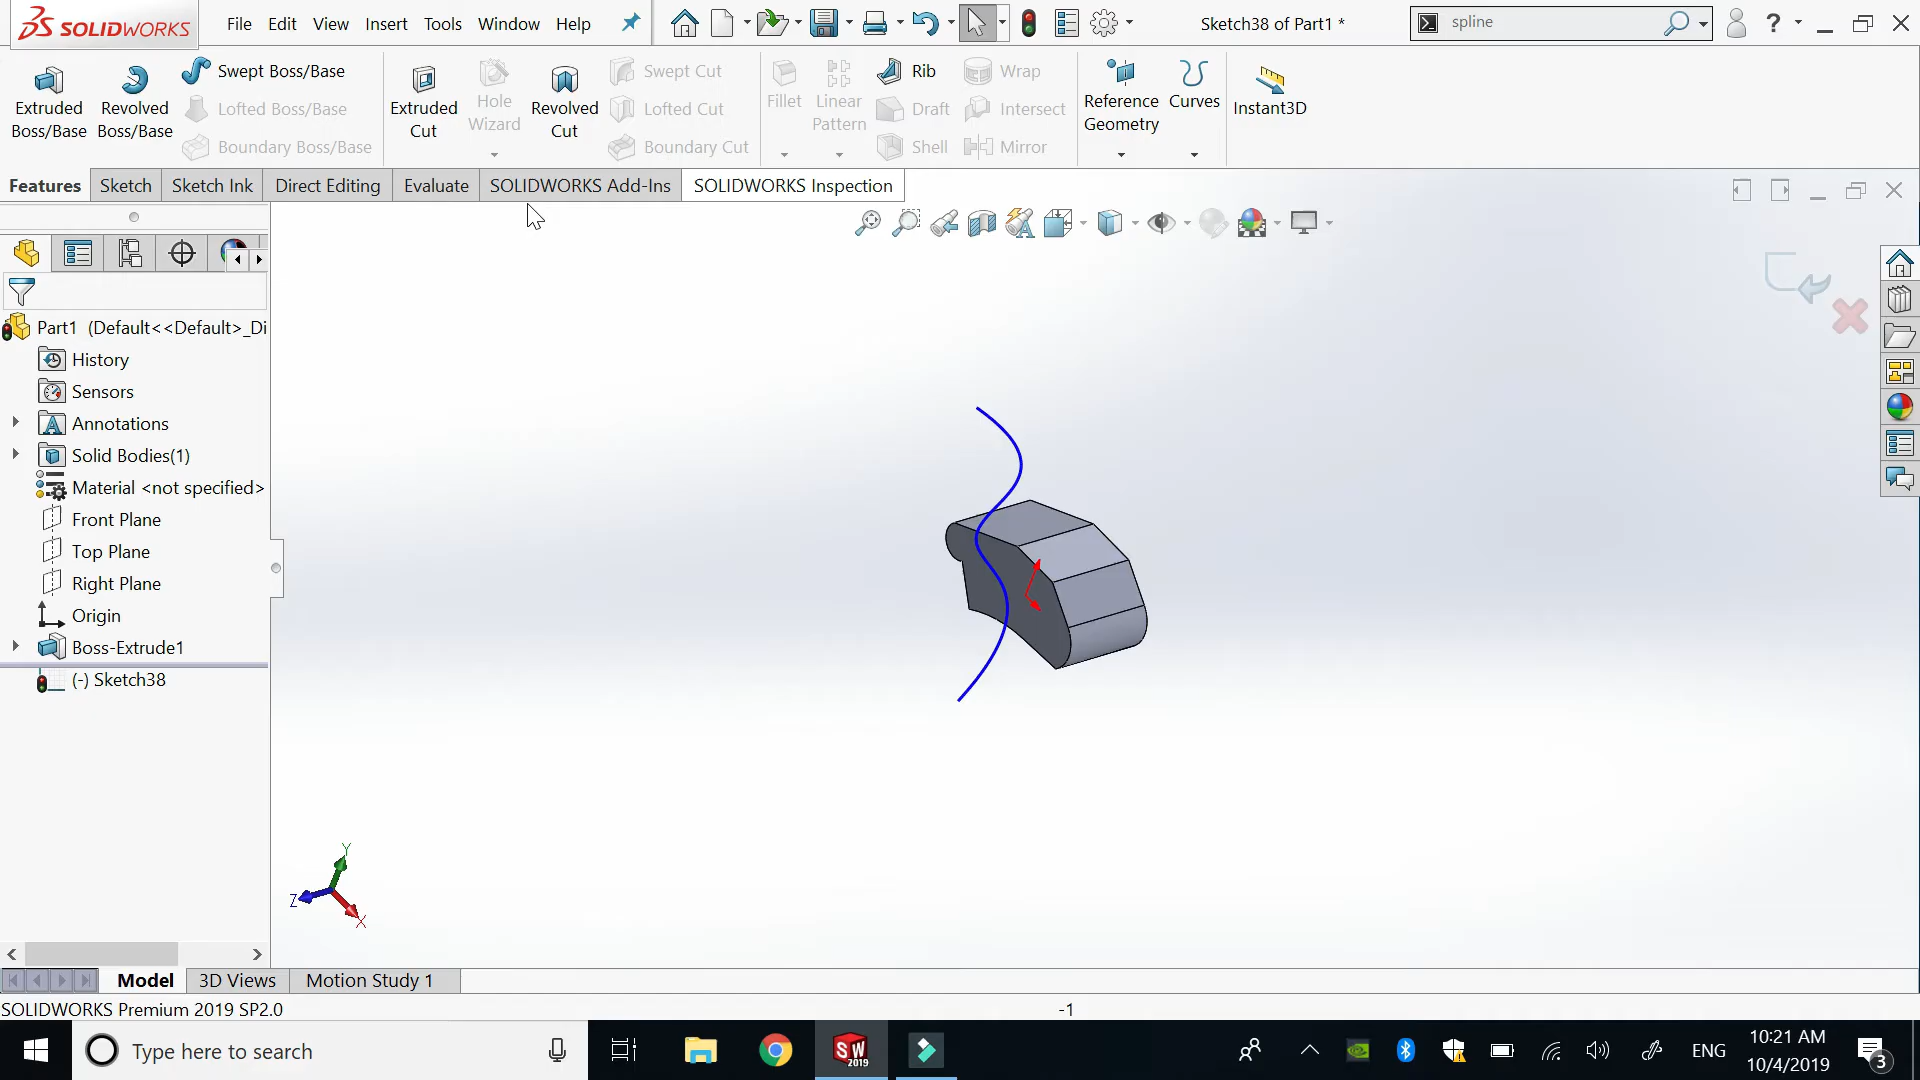 SOLIDWORKS File Edit View Insert Tools Window Help Sketch38 of Part1 * spline ?
Extruded Boss/Base
Revolved Boss/Base
Swept Boss/Base
Lofted Boss/Base
Boundary Boss/Base
Extruded Cut
Hole Wizard
Revolved Cut
Swept Cut
Lofted Cut
Boundary Cut
Fillet
Linear Pattern
Rib
Draft
Shell
Wrap
Intersect
Mirror
Reference Geometry
Curves
Instant3D
Features Sketch Sketch Ink Direct Editing Evaluate SOLIDWORKS Add-Ins SOLIDWORKS Inspection
Part1 (Default<<Default>_Di
History
Sensors
Annotations
Solid Bodies(1)
Material <not specified>
Front Plane
Top Plane
Right Plane
Origin
Boss-Extrude1
(-) Sketch38
Y
Z
X
Model 3D Views Motion Study 1
SOLIDWORKS Premium 2019 SP2.0 -1
Type here to search SW 2019 ENG 10:21 AM
10/4/2019 3